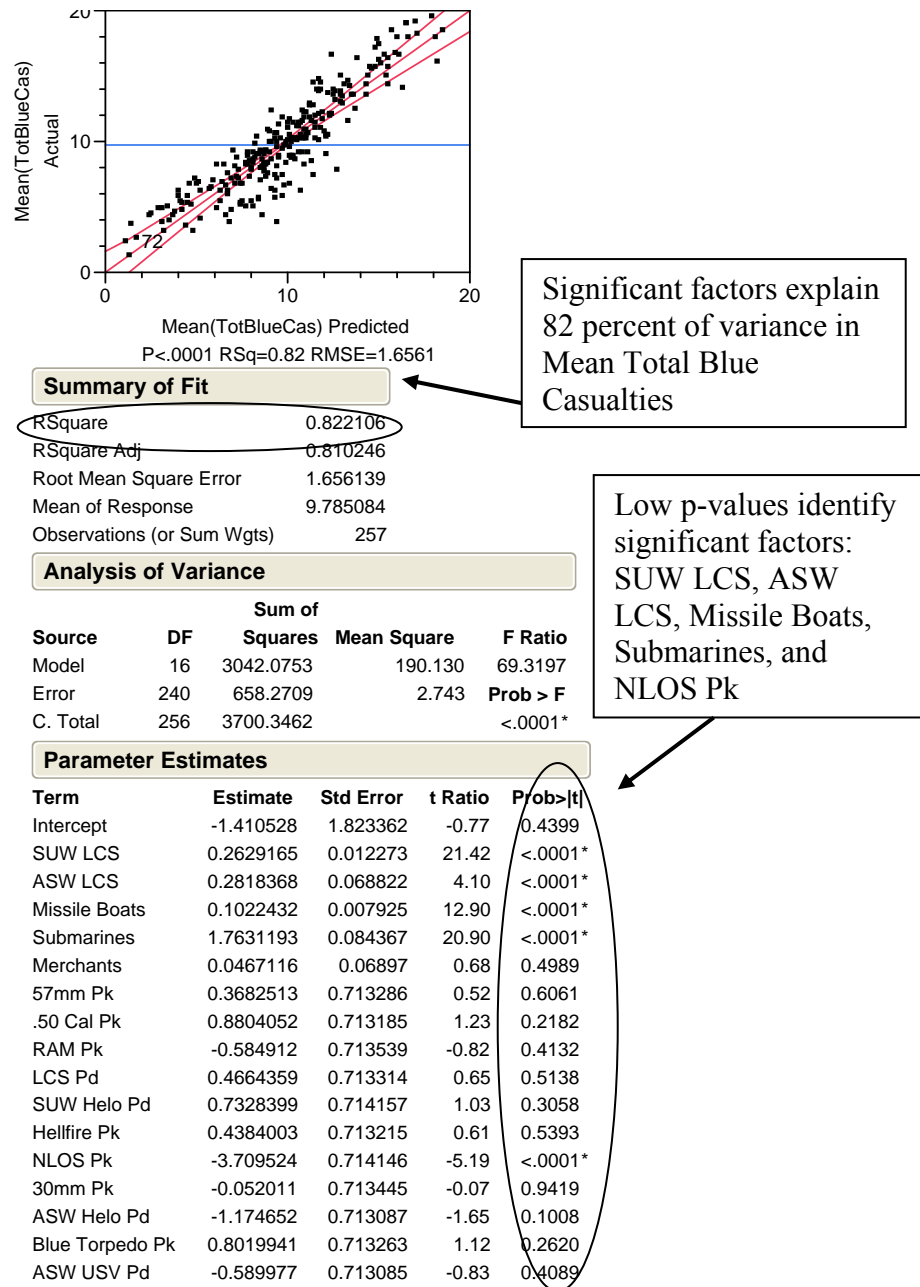 20
10
0
Mean(TotBlueCas)
Actual
72
0 10 20
Mean(TotBlueCas) Predicted
P<.0001 RSq=0.82 RMSE=1.6561
Significant factors explain
82 percent of variance in
Mean Total Blue
Casualties
Summary of Fit
RSquare 0.822106
RSquare Adj 0.810246
Root Mean Square Error 1.656139
Mean of Response 9.785084
Observations (or Sum Wgts) 257
Low p-values identify
significant factors:
SUW LCS, ASW
LCS, Missile Boats,
Submarines, and
NLOS Pk
Analysis of Variance
Sum of
Source DF Squares Mean Square F Ratio
Model 16 3042.0753 190.130 69.3197
Error 240 658.2709 2.743 Prob > F
C. Total 256 3700.3462 <.0001*
Parameter Estimates
Term Estimate Std Error t Ratio Prob>|t|
Intercept -1.410528 1.823362 -0.77 0.4399
SUW LCS 0.2629165 0.012273 21.42 <.0001*
ASW LCS 0.2818368 0.068822 4.10 <.0001*
Missile Boats 0.1022432 0.007925 12.90 <.0001*
Submarines 1.7631193 0.084367 20.90 <.0001*
Merchants 0.0467116 0.06897 0.68 0.4989
57mm Pk 0.3682513 0.713286 0.52 0.6061
.50 Cal Pk 0.8804052 0.713185 1.23 0.2182
RAM Pk -0.584912 0.713539 -0.82 0.4132
LCS Pd 0.4664359 0.713314 0.65 0.5138
SUW Helo Pd 0.7328399 0.714157 1.03 0.3058
Hellfire Pk 0.4384003 0.713215 0.61 0.5393
NLOS Pk -3.709524 0.714146 -5.19 <.0001*
30mm Pk -0.052011 0.713445 -0.07 0.9419
ASW Helo Pd -1.174652 0.713087 -1.65 0.1008
Blue Torpedo Pk 0.8019941 0.713263 1.12 0.2620
ASW USV Pd -0.589977 0.713085 -0.83 0.4089